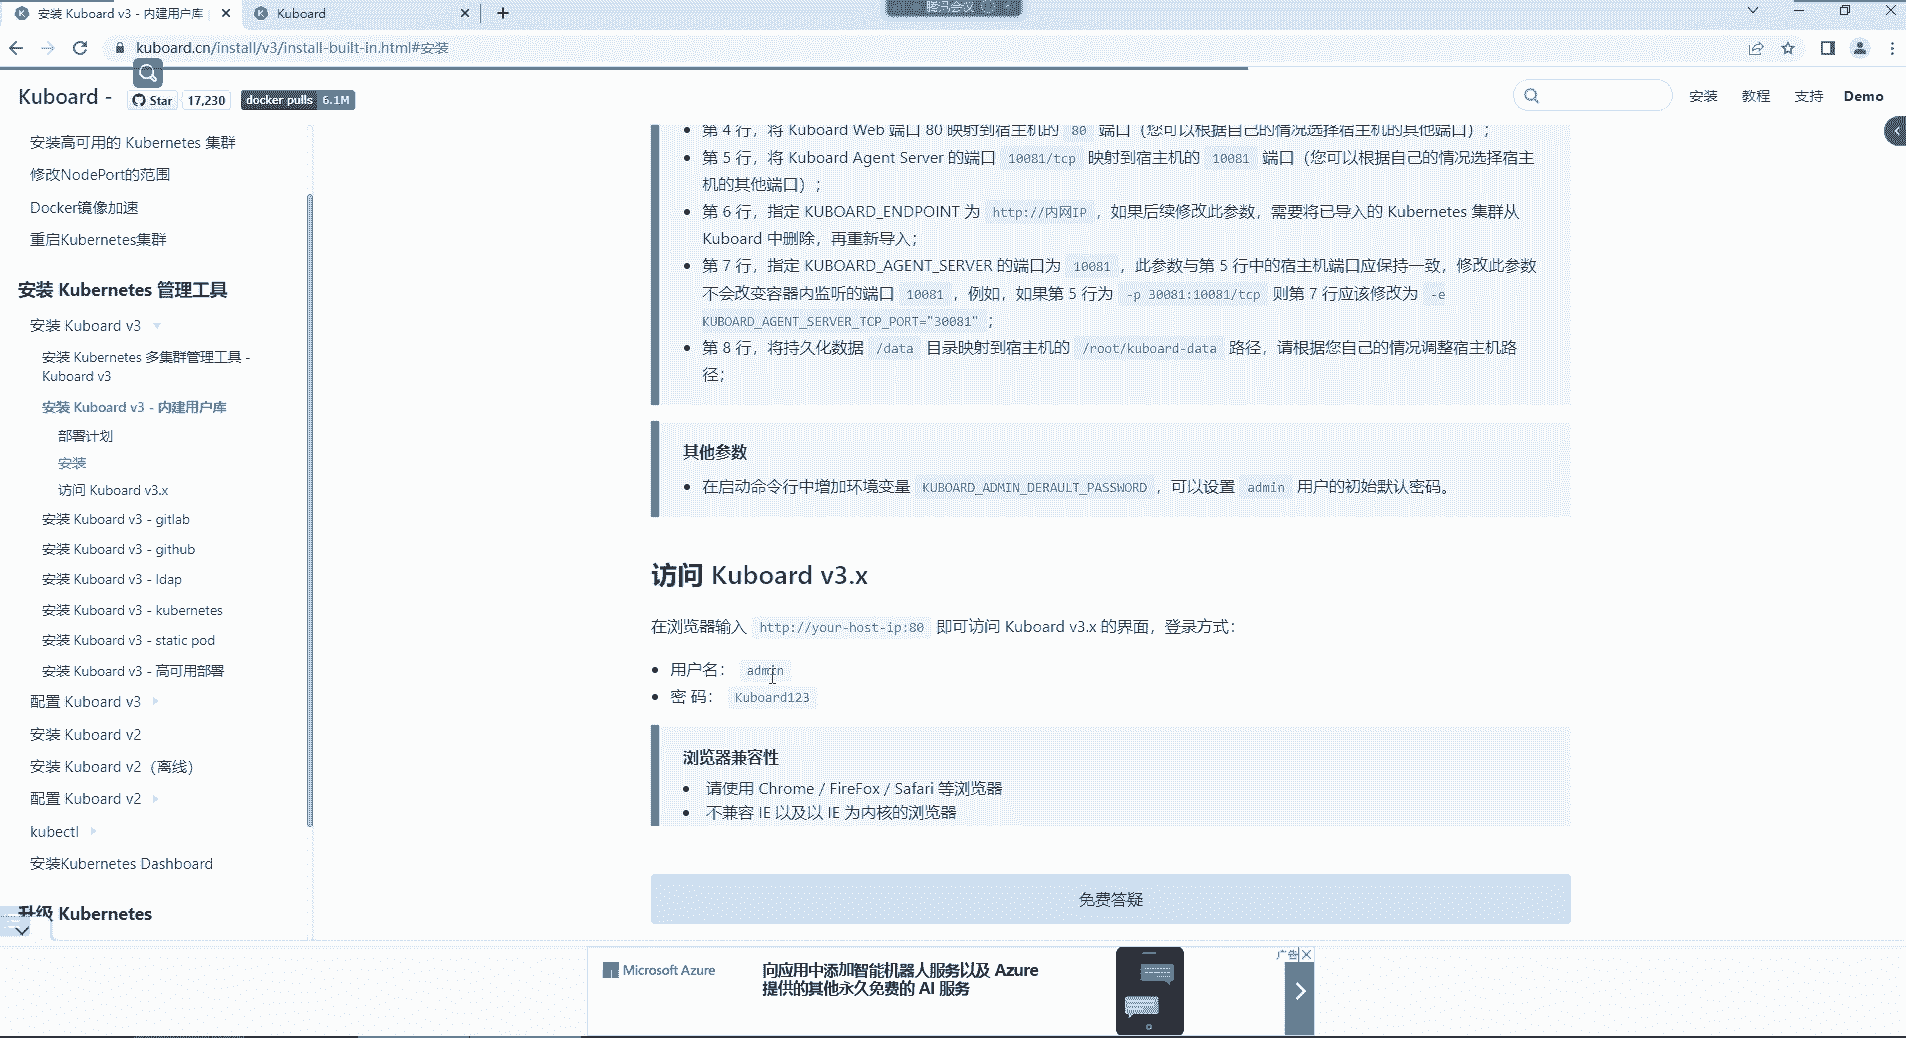 安装 Kuboard v3 - 内建用户库
Kuboard
腾讯会议
kuboard.cn/install/v3/install-built-in.html#安装
Kuboard -
Star
17,230
docker pulls 6.1M
安装
教程
支持
Demo
安装高可用的 Kubernetes 集群
修改NodePort的范围
Docker镜像加速
重启Kubernetes集群
安装 Kubernetes 管理工具
安装 Kuboard v3
安装 Kubernetes 多集群管理工具 -
Kuboard v3
安装 Kuboard v3 - 内建用户库
部署计划
安装
访问 Kuboard v3.x
安装 Kuboard v3 - gitlab
安装 Kuboard v3 - github
安装 Kuboard v3 - ldap
安装 Kuboard v3 - kubernetes
安装 Kuboard v3 - static pod
安装 Kuboard v3 - 高可用部署
配置 Kuboard v3
安装 Kuboard v2
安装 Kuboard v2（离线）
配置 Kuboard v2
kubectl
安装Kubernetes Dashboard
升级 Kubernetes
第 4 行，将 Kuboard Web 端口 80 映射到宿主机的 80 端口（您可以根据自己的情况选择宿主机的其他端口）;
第 5 行，将 Kuboard Agent Server 的端口 10081/tcp 映射到宿主机的 10081 端口（您可以根据自己的情况选择宿主
机的其他端口）;
第 6 行，指定 KUBOARD_ENDPOINT 为 http://内网IP ，如果后续修改此参数，需要将已导入的 Kubernetes 集群从
Kuboard 中删除，再重新导入;
第 7 行，指定 KUBOARD_AGENT_SERVER 的端口为 10081 ，此参数与第 5 行中的宿主机端口应保持一致，修改此参数
不会改变容器内监听的端口 10081 ，例如，如果第 5 行为 -p 30081:10081/tcp 则第 7 行应该修改为 -e
KUBOARD_AGENT_SERVER_TCP_PORT="30081" ;
第 8 行，将持久化数据 /data 目录映射到宿主机的 /root/kuboard-data 路径，请根据您自己的情况调整宿主机路
径;
其他参数
在启动命令行中增加环境变量 KUBOARD_ADMIN_DERAULT_PASSWORD ，可以设置 admin 用户的初始默认密码。
访问 Kuboard v3.x
在浏览器输入 http://your-host-ip:80 即可访问 Kuboard v3.x 的界面，登录方式：
用户名： admin
密 码： Kuboard123
浏览器兼容性
请使用 Chrome / FireFox / Safari 等浏览器
不兼容 IE 以及以 IE 为内核的浏览器
免费答疑
Microsoft Azure
向应用中添加智能机器人服务以及 Azure
提供的其他永久免费的 AI 服务
广告